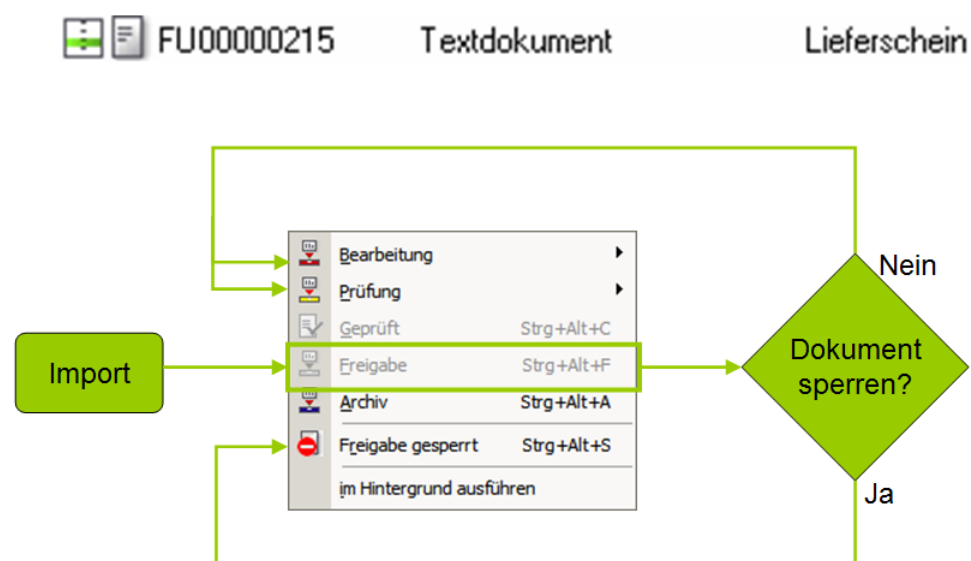 FU00000215 Textdokument Lieferschein
Bearbeitung
Nein
Prüfung
Geprüft Strg+Alt+C
Import
Freigabe Strg+Alt+F
Dokument
sperren?
Archiv Strg+Alt+A
Freigabe gesperrt Strg+Alt+S
im Hintergrund ausführen
Ja